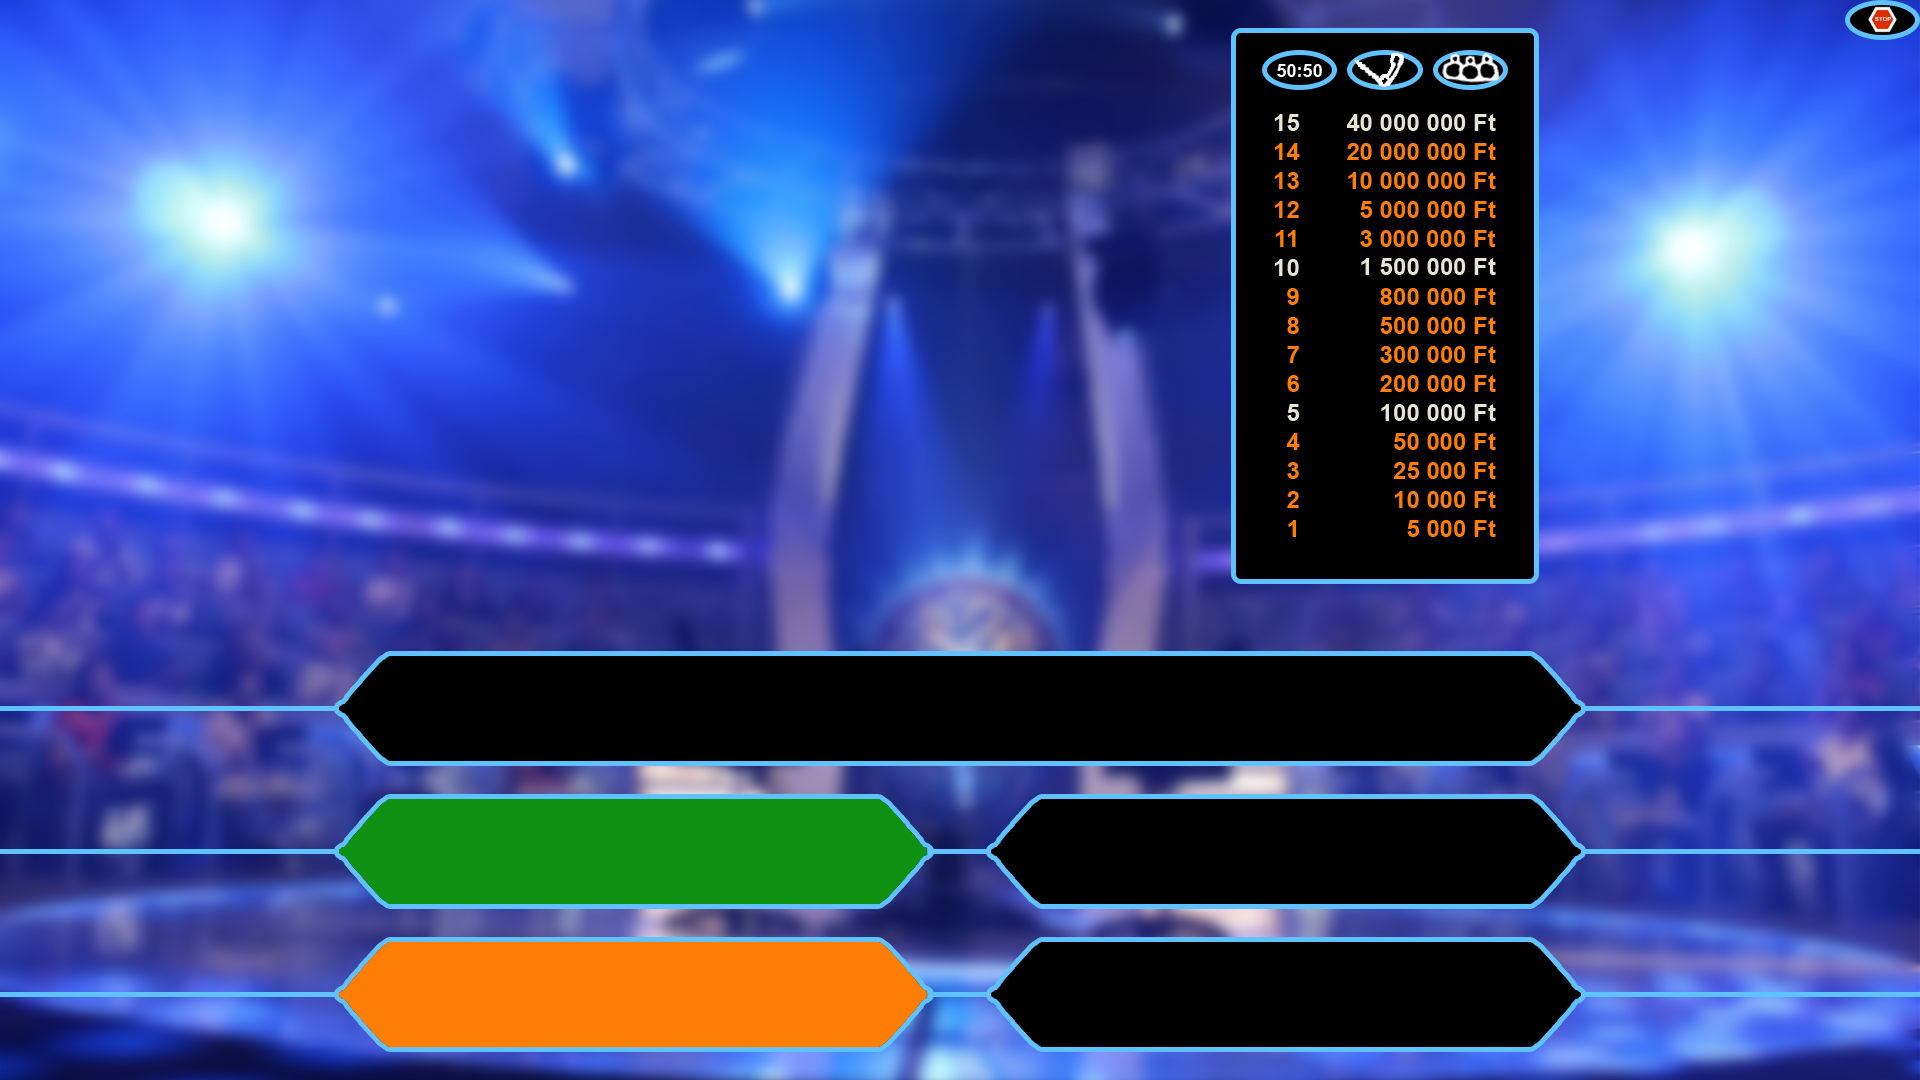 STOP
50:50
15 40 000 000 Ft
14 20 000 000 Ft
13 10 000 000 Ft
12 5 000 000 Ft
11 3 000 000 Ft
10 1 500 000 Ft
9 800 000 Ft
8 500 000 Ft
7 300 000 Ft
6 200 000 Ft
5 100 000 Ft
4 50 000 Ft
3 25 000 Ft
2 10 000 Ft
1 5 000 Ft